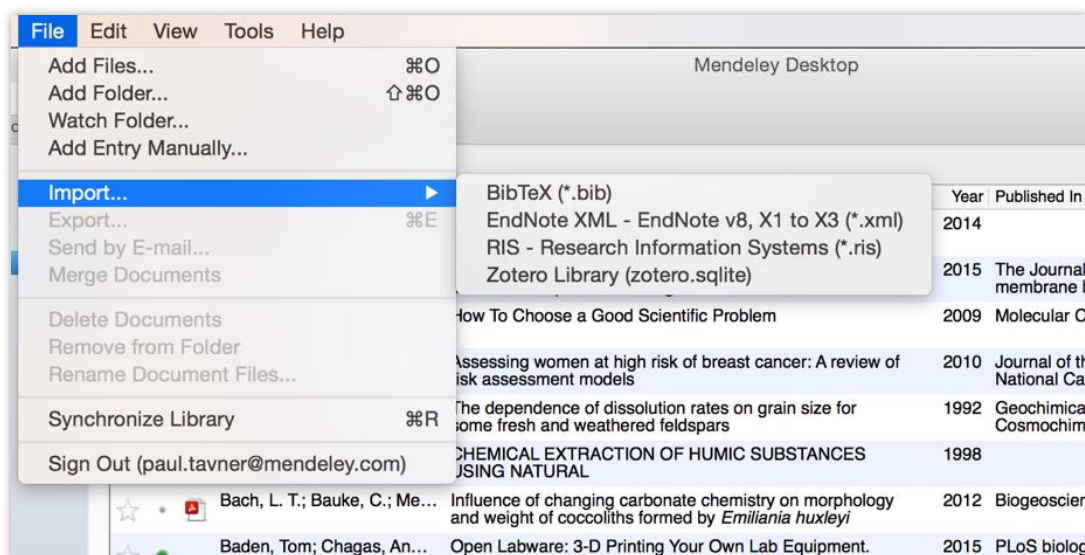 File Edit View Tools Help
Mendeley Desktop
Add Files... ⌘O
Add Folder... ⇧⌘O
Watch Folder...
Add Entry Manually...
Import... ▶
BibTeX (*.bib)
EndNote XML - EndNote v8, X1 to X3 (*.xml)
RIS - Research Information Systems (*.ris)
Zotero Library (zotero.sqlite)
Export... ⌘E
Send by E-mail...
Merge Documents
Delete Documents
Remove from Folder
Rename Document Files...
Synchronize Library ⌘R
Sign Out (paul.tavner@mendeley.com)
Year Published In
2014
2015 The Journal
membrane
How To Choose a Good Scientific Problem 2009 Molecular
Assessing women at high risk of breast cancer: A review of 2010 Journal of
risk assessment models National
The dependence of dissolution rates on grain size for 1992 Geochimica
some fresh and weathered feldspars Cosmochim
CHEMICAL EXTRACTION OF HUMIC SUBSTANCES 1998
USING NATURAL
Bach, L. T.; Bauke, C.; Me... Influence of changing carbonate chemistry on morphology 2012 Biogeoscien
and weight of coccoliths formed by Emiliania huxleyi
Baden, Tom; Chagas, An... Open Labware: 3-D Printing Your Own Lab Equipment. 2015 PLoS biolog